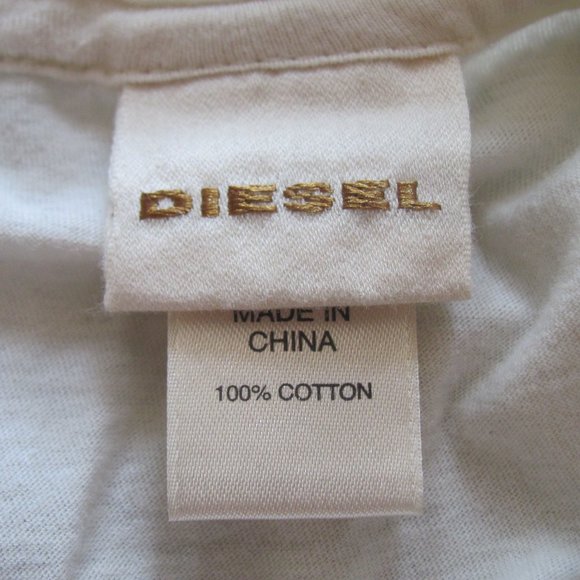 DIESEL
MADE IN
CHINA
100% COTTON